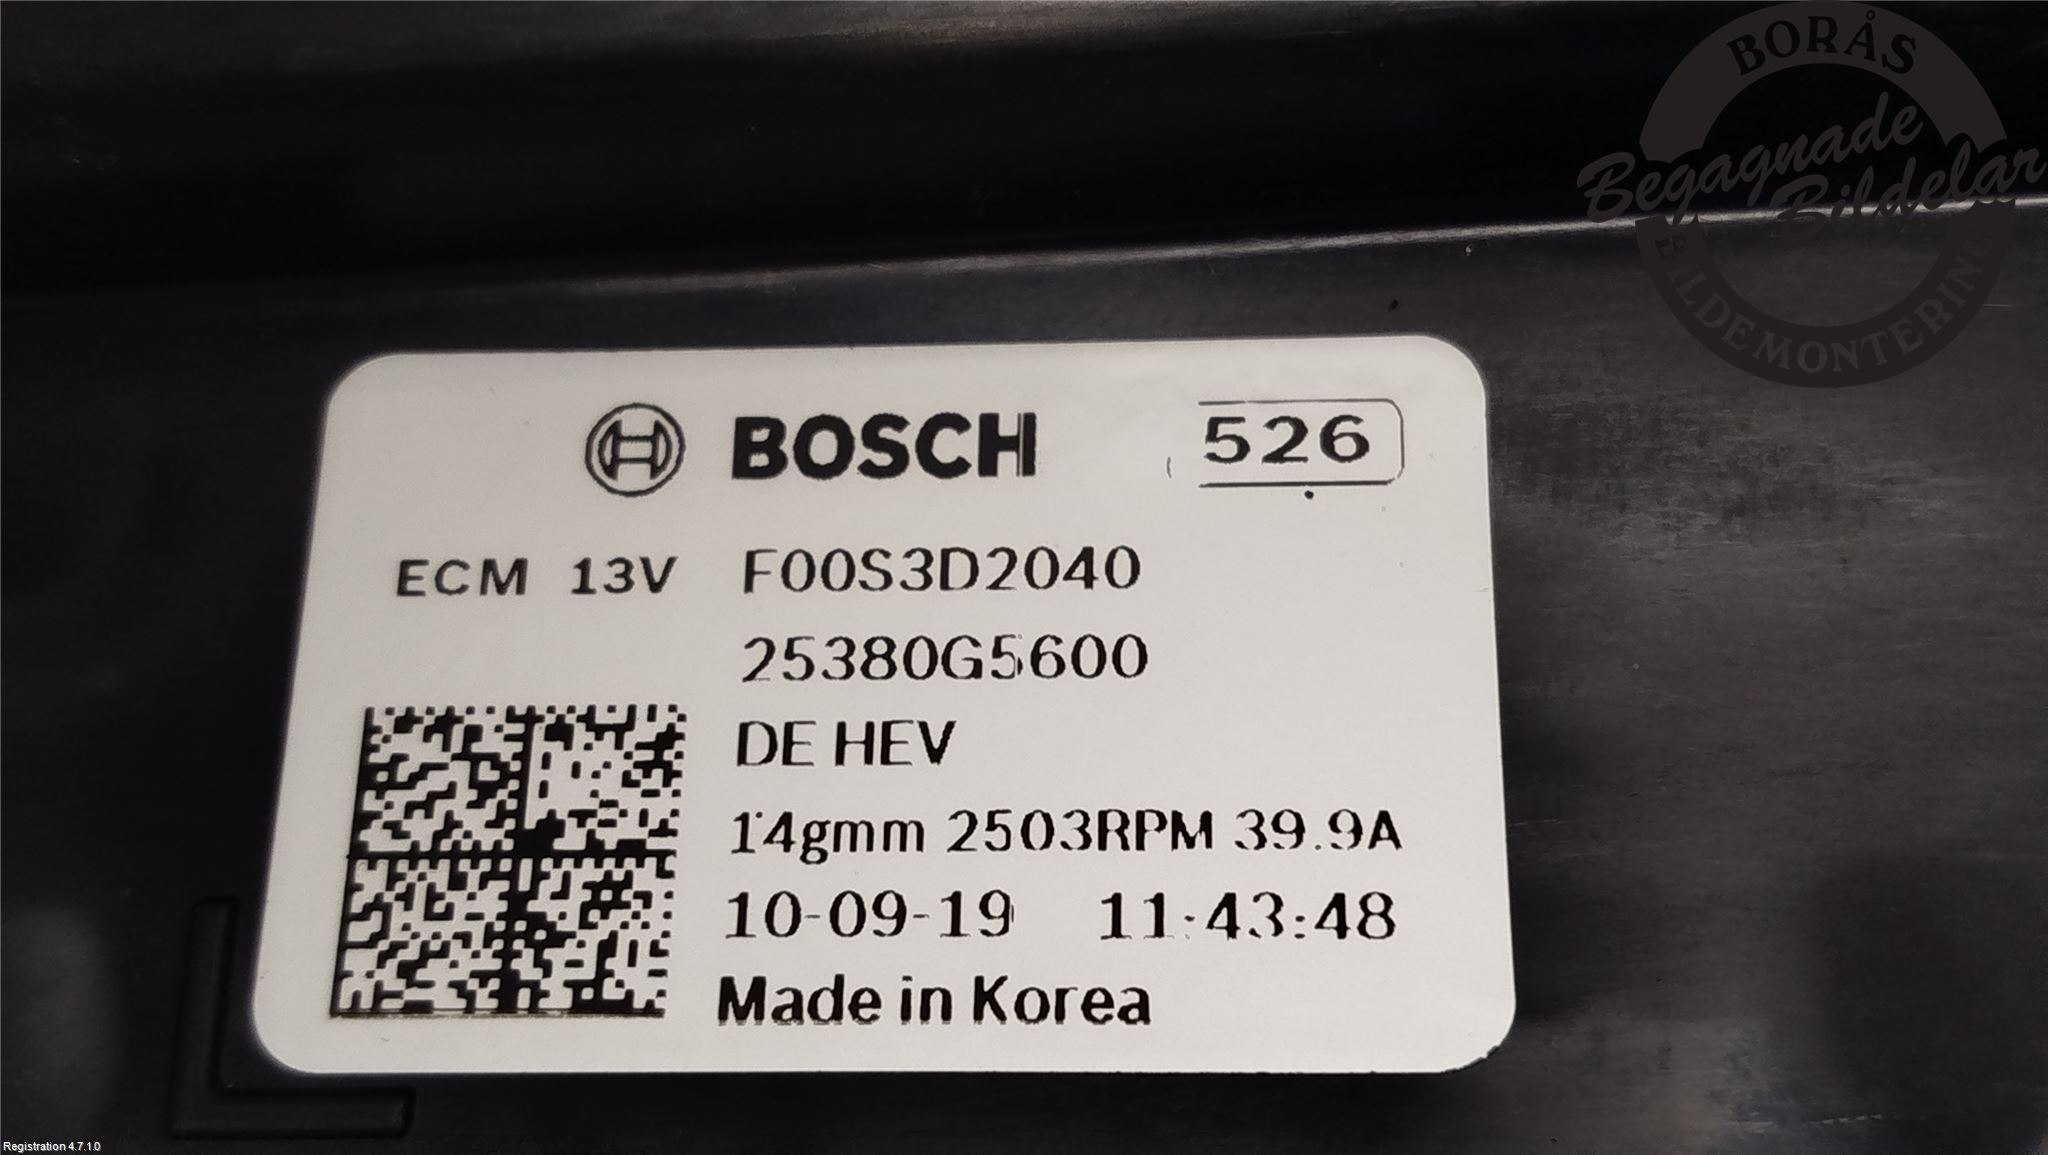 BORÅS
Begagnade
Bildelar
BILDEMONTERING
BOSCH 526
ECM 13V F00S3D2040
25380G5600
DE HEV
14gmm 2503RPM 39.9A
10-09-19 11:43:48
Made in Korea
Registration 4.7.1.0